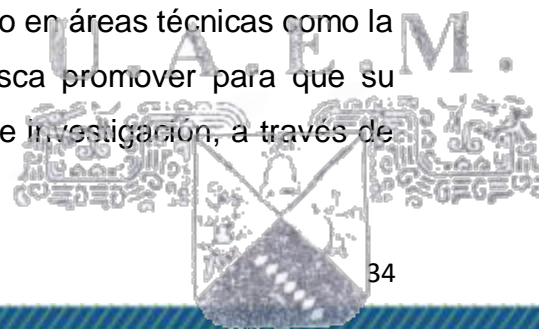 U. A. E. M.
o en áreas técnicas como la
sca promover para que su
e investigación, a través de
34